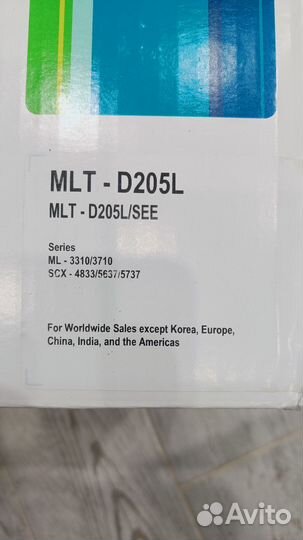 MLT - D205L
MLT - D205L/SEE
Series
ML - 3310/3710
SCX - 4833/5637/5737
For Worldwide Sales except Korea, Europe,
China, India, and the Americas
Avito